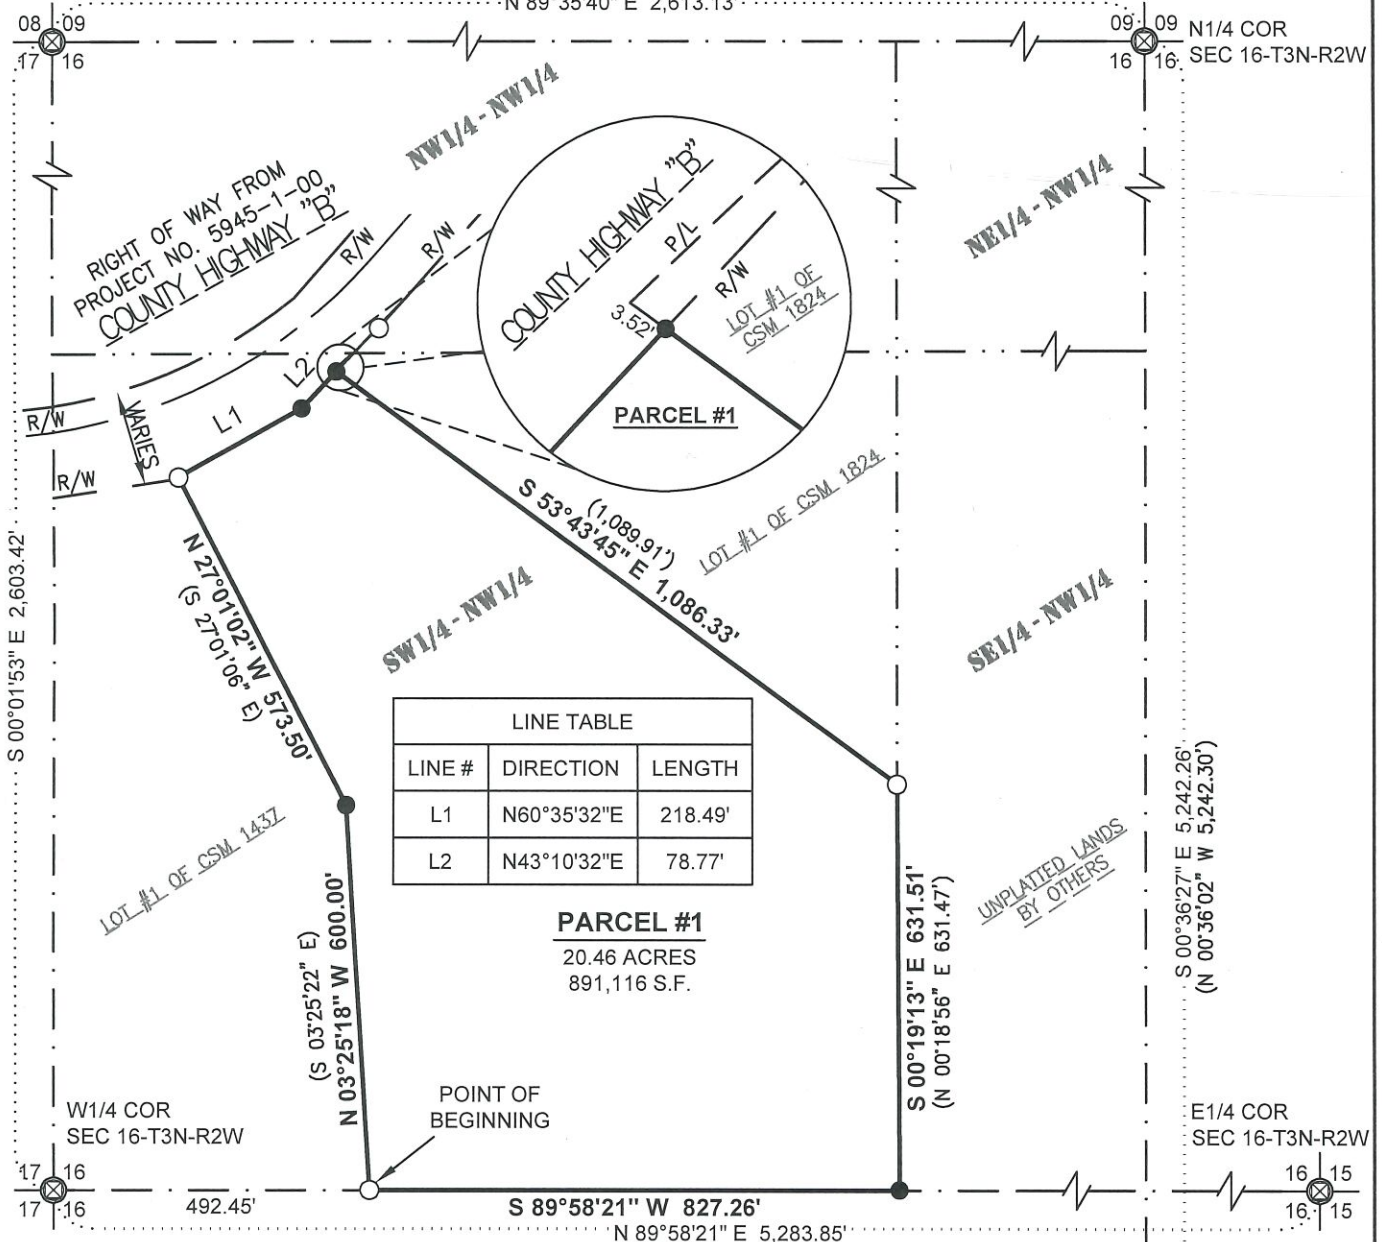 N 89°35'40" E 2,613.13'
08 09
17 16
09 09
16 16
N1/4 COR
SEC 16-T3N-R2W
NW1/4 - NW1/4
NE1/4 - NW1/4
RIGHT OF WAY FROM
PROJECT NO. 5945-1-00
COUNTY HIGHWAY "B"
R/W
R/W
COUNTY HIGHWAY "B"
P/L
R/W
3.52'
LOT #1 OF
CSM 1824
PARCEL #1
L2
L1
R/W
VARIES
R/W
S 00°01'53" E 2,603.42'
(1,089.91')
S 53°43'45" E 1,086.33'
LOT #1 OF CSM 1824
N 27°01'02" W 573.50'
(S 27°01'06" E)
SW1/4 - NW1/4
SE1/4 - NW1/4
LINE TABLE
LINE # DIRECTION LENGTH
L1 N60°35'32"E 218.49'
L2 N43°10'32"E 78.77'
LOT #1 OF CSM 1437
UNPLATTED LANDS
BY OTHERS
S 00°36'27" E 5,242.26'
(N 00°36'02" W 5,242.30')
PARCEL #1
20.46 ACRES
891,116 S.F.
(S 03°25'22" E)
N 03°25'18" W 600.00'
S 00°19'13" E 631.51'
(N 00°18'56" E 631.47')
POINT OF
BEGINNING
W1/4 COR
SEC 16-T3N-R2W
E1/4 COR
SEC 16-T3N-R2W
17 16
17 16
16 15
16 15
492.45'
S 89°58'21" W 827.26'
N 89°58'21" E 5,283.85'